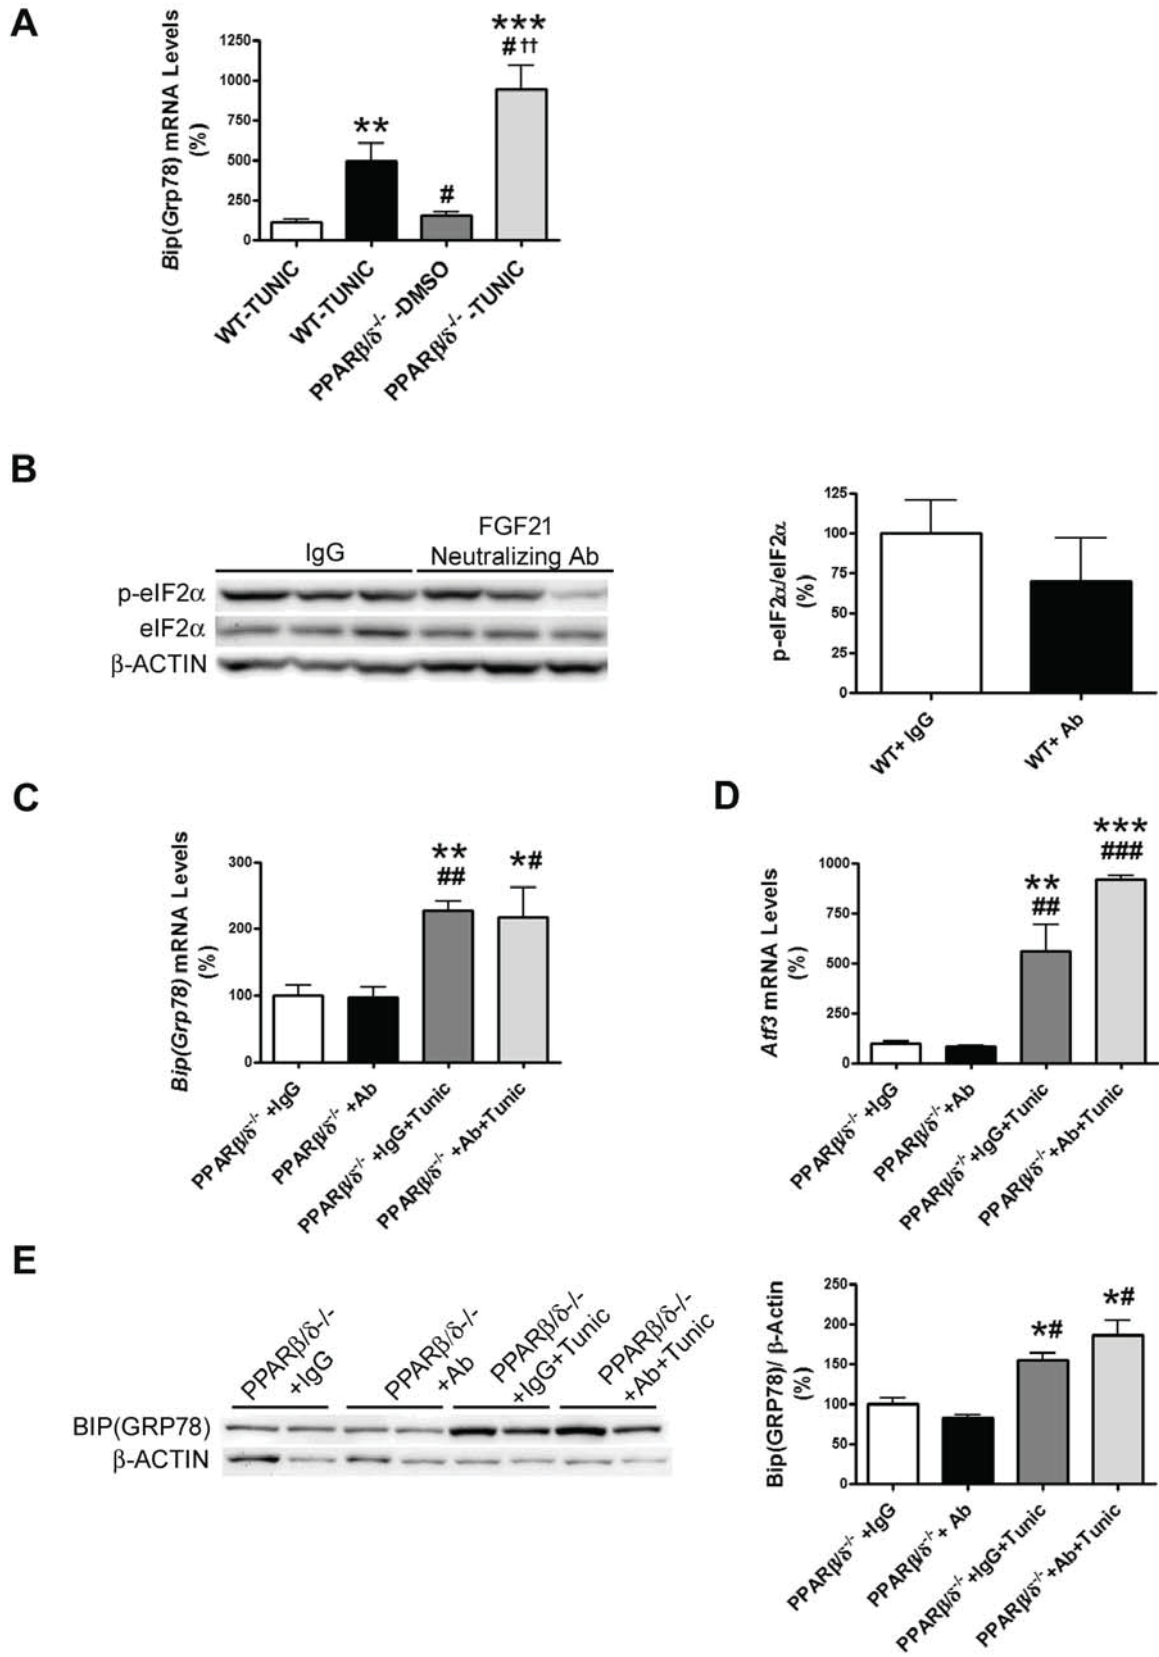 A
Bip(Grp78) mRNA Levels
(%)
1250
1000
750
500
250
0
**
#
***
#††
WT-TUNIC
WT-TUNIC
PPARβ/δ-/- -DMSO
PPARβ/δ-/- -TUNIC
B
IgG
FGF21
Neutralizing Ab
p-eIF2α
eIF2α
β-ACTIN
p-eIF2α/eIF2α
(%)
125
100
75
50
25
0
WT+ IgG
WT+ Ab
C
Bip(Grp78) mRNA Levels
(%)
300
200
100
0
**
##
*#
PPARβ/δ-/- +IgG
PPARβ/δ-/- +Ab
PPARβ/δ-/- +IgG+Tunic
PPARβ/δ-/- +Ab+Tunic
D
Atf3 mRNA Levels
(%)
1000
750
500
250
0
**
##
***
###
PPARβ/δ-/- +IgG
PPARβ/δ-/- +Ab
PPARβ/δ-/- +IgG+Tunic
PPARβ/δ-/- +Ab+Tunic
E
PPARβ/δ-/-
+IgG
PPARβ/δ-/-
+Ab
PPARβ/δ-/-
+IgG+Tunic
PPARβ/δ-/-
+Ab+Tunic
BIP(GRP78)
β-ACTIN
Bip(GRP78)/ β-Actin
(%)
250
200
150
100
50
0
*#
*#
PPARβ/δ-/- +IgG
PPARβ/δ-/- + Ab
PPARβ/δ-/- +IgG+Tunic
PPARβ/δ-/- +Ab+Tunic